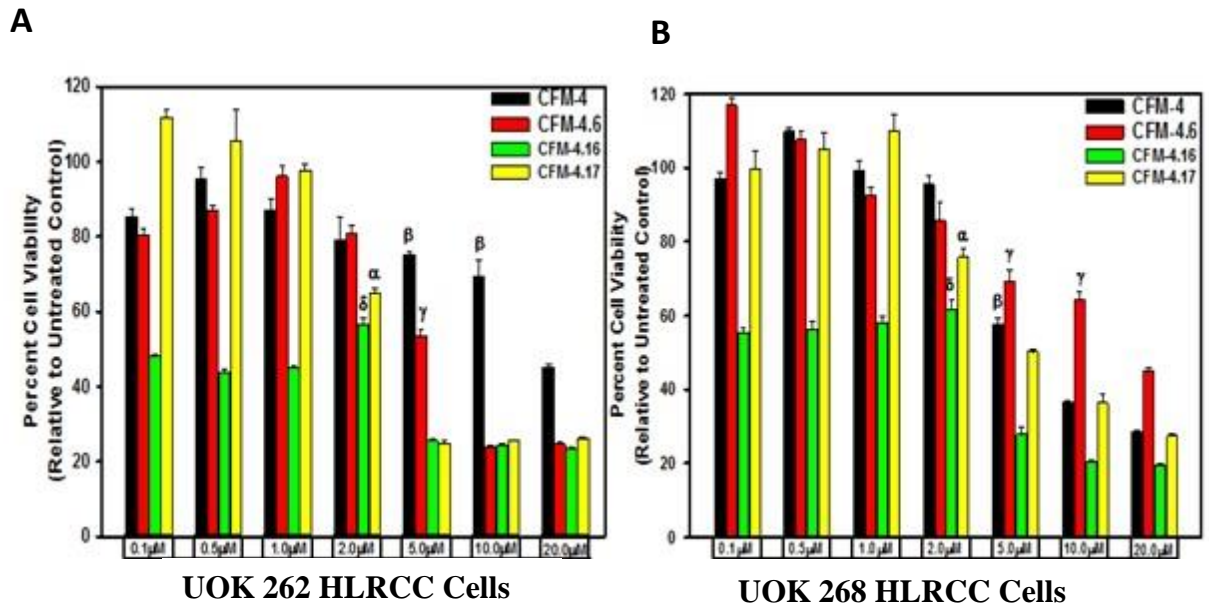 A
Percent Cell Viability
(Relative to Untreated Control)
120
100
80
60
40
20
0
CFM-4
CFM-4.6
CFM-4.16
CFM-4.17
δ
α
β
γ
β
0.1µM
0.5µM
1.0µM
2.0µM
5.0µM
10.0µM
20.0µM
UOK 262 HLRCC Cells
B
Percent Cell Viability
(Relative to Untreated Control)
120
100
80
60
40
20
0
CFM-4
CFM-4.6
CFM-4.16
CFM-4.17
δ
α
β
γ
γ
0.1µM
0.5µM
1.0µM
2.0µM
5.0µM
10.0µM
20.0µM
UOK 268 HLRCC Cells